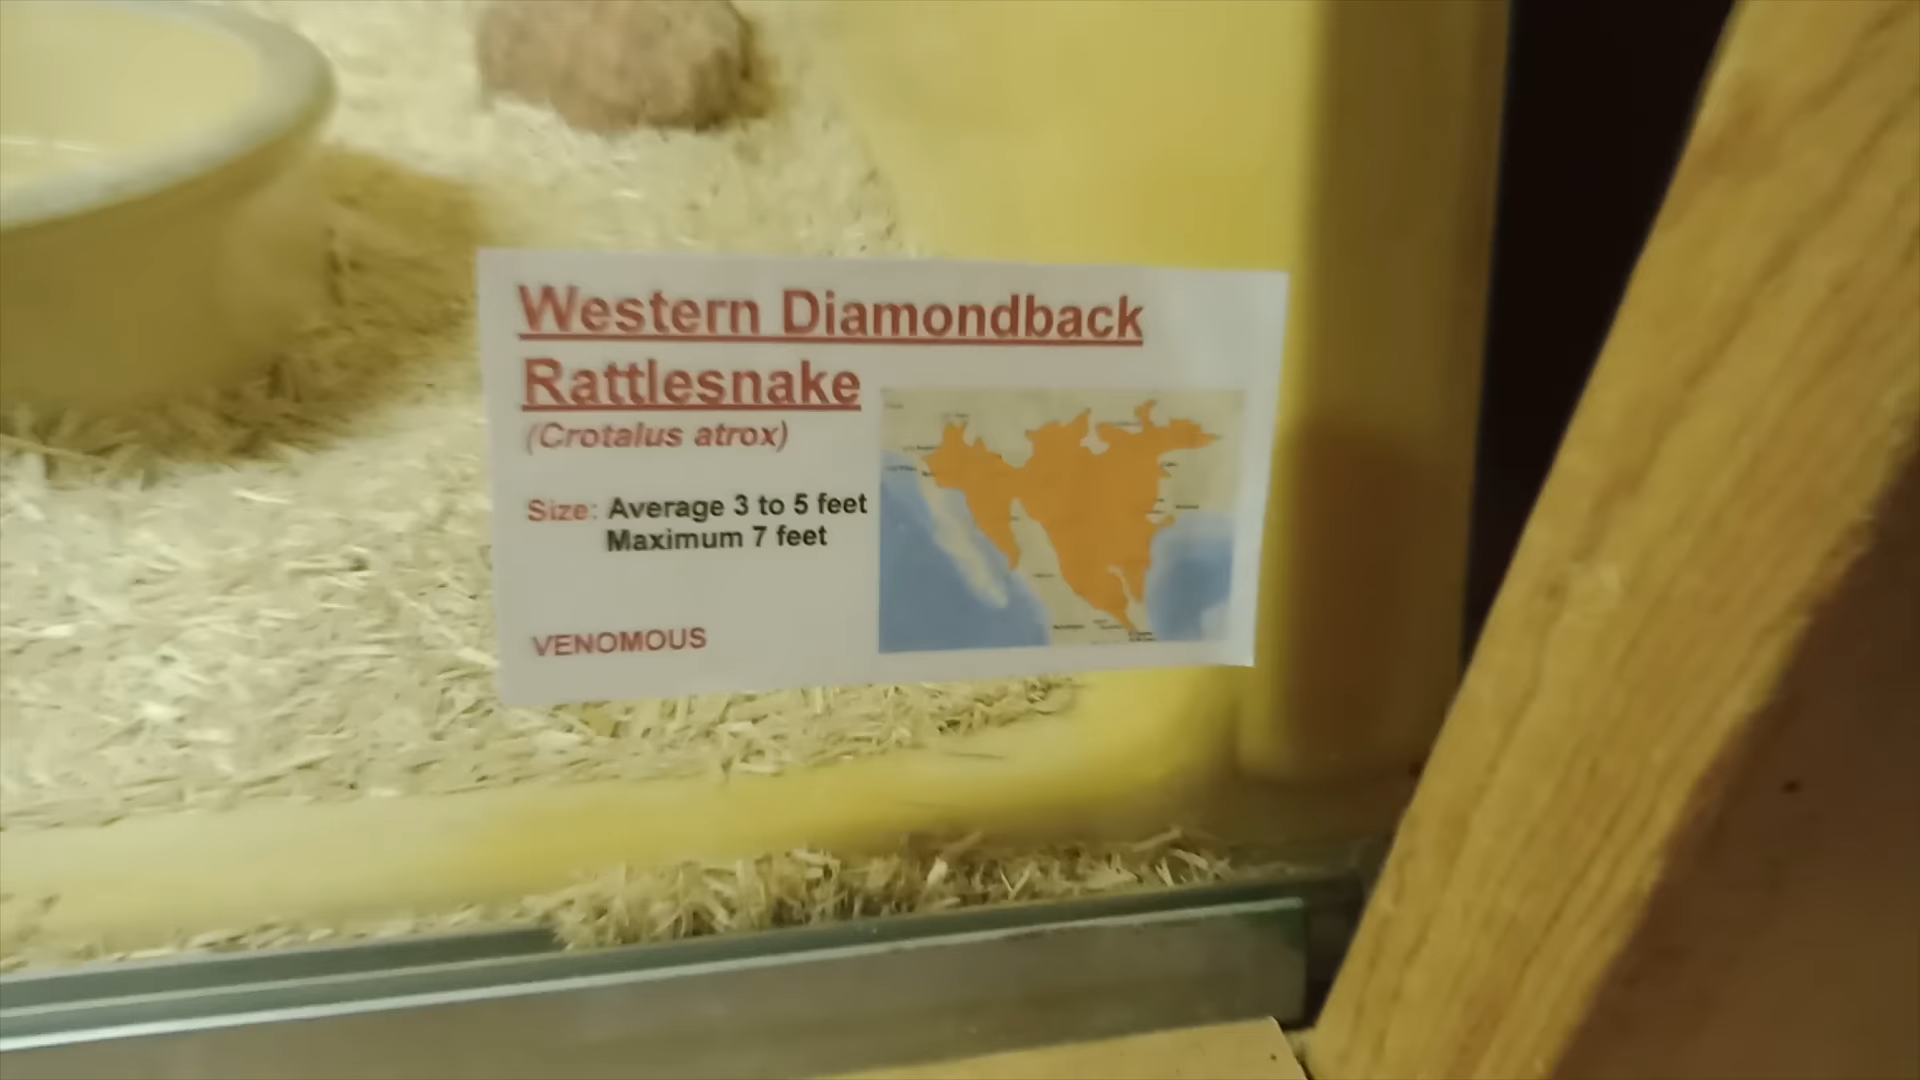 Western Diamondback
Rattlesnake
(Crotalus atrox)
Size: Average 3 to 5 feet
Maximum 7 feet
VENOMOUS